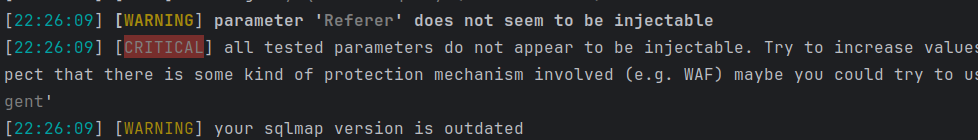 [22:26:09] [WARNING] parameter 'Referer' does not seem to be injectable
[22:26:09] [CRITICAL] all tested parameters do not appear to be injectable. Try to increase values
pect that there is some kind of protection mechanism involved (e.g. WAF) maybe you could try to us
gent'
[22:26:09] [WARNING] your sqlmap version is outdated